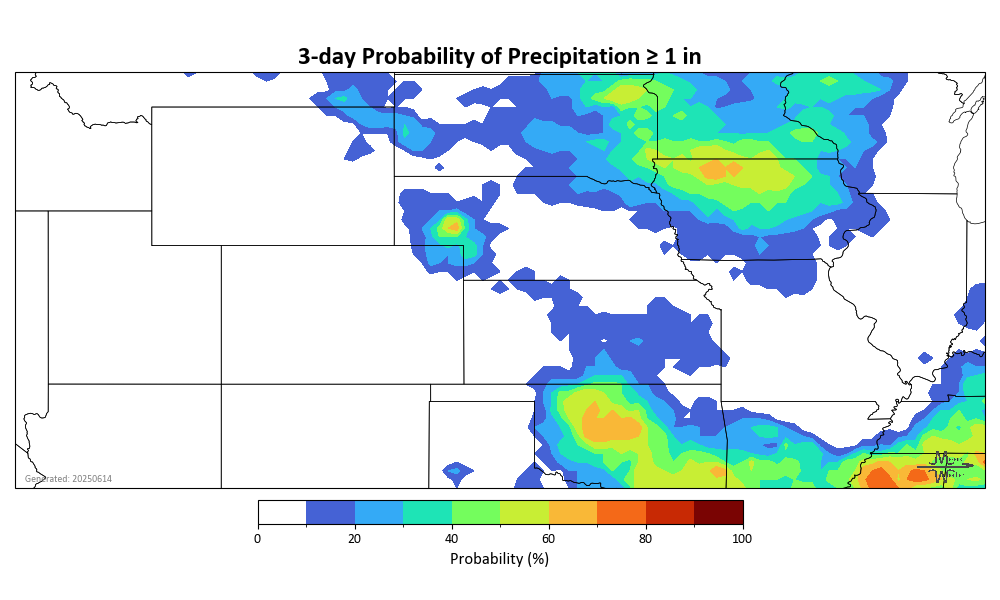 3-day Probability of Precipitation ≥ 1 in
Generated: 20250614
0 20 40 60 80 100
Probability (%)